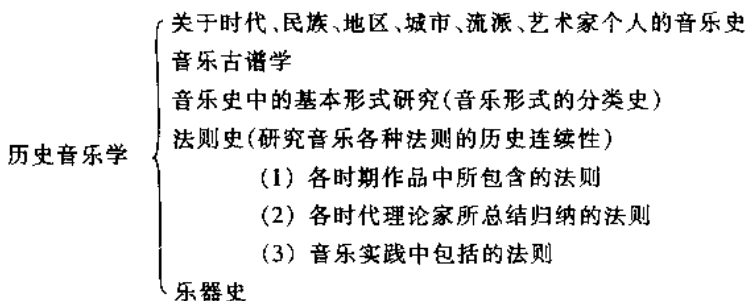 关于时代、民族、地区、城市、流派、艺术家个人的音乐史
音乐古谱学
音乐史中的基本形式研究(音乐形式的分类史)
历史音乐学
法则史(研究音乐各种法则的历史连续性)
(1) 各时期作品中所包含的法则
(2) 各时代理论家所总结归纳的法则
(3) 音乐实践中包括的法则
乐器史